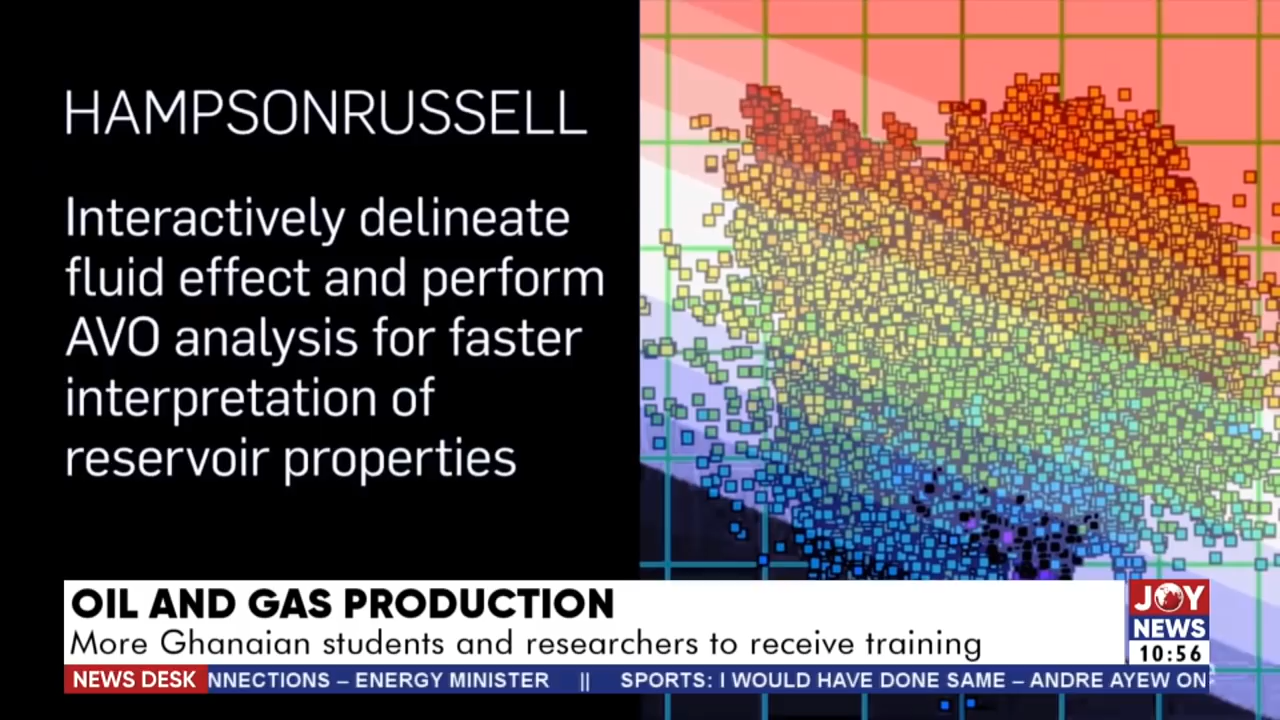 HAMPSONRUSSELL
Interactively delineate
fluid effect and perform
AVO analysis for faster
interpretation of
reservoir properties
OIL AND GAS PRODUCTION
More Ghanaian students and researchers to receive training
JOY
NEWS
10:56
NEWS DESK
NNECTIONS – ENERGY MINISTER || SPORTS: I WOULD HAVE DONE SAME – ANDRE AYEW ON